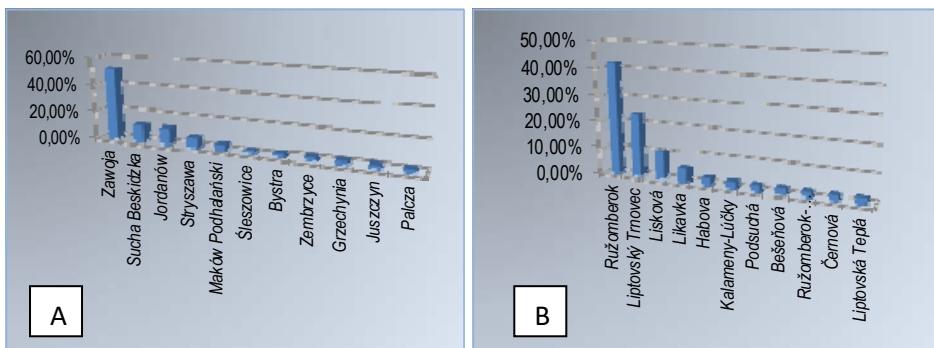 60,00%
40,00%
20,00%
0,00%
Zawoja
Sucha Beskidzka
Jordanów
Stryszawa
Maków Podhalański
Śleszowice
Bystra
Zembrzyce
Grzechynia
Juszczyn
Palcza
A
50,00%
40,00%
30,00%
20,00%
10,00%
0,00%
Ružomberok
Liptovský Trnovec
Lisková
Likavka
Habova
Kalameny-Lúčky
Podsuchá
Bešeňová
Ružomberok-...
Černová
Liptovská Teplá
B